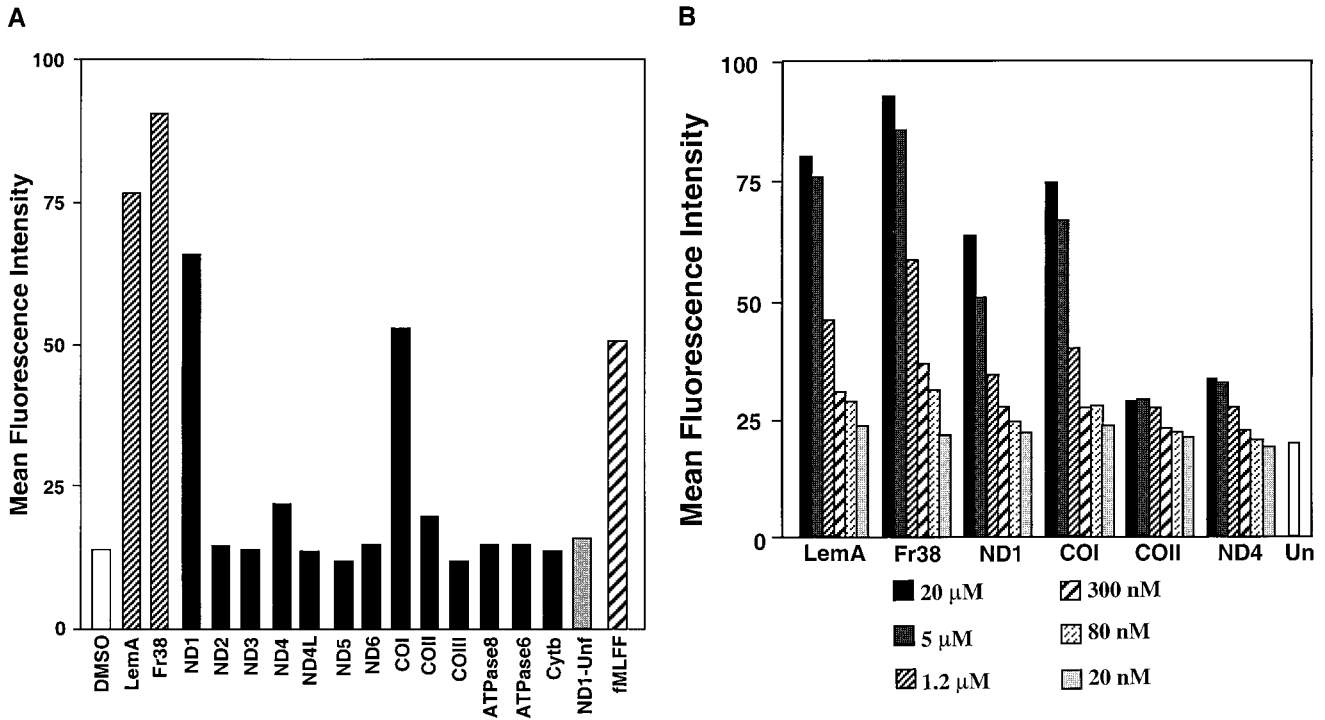 A
Mean Fluorescence Intensity
100
75
50
25
0
DMSO
LemA
Fr38
ND1
ND2
ND3
ND4
ND4L
ND5
ND6
COI
COII
COIII
ATPase8
ATPase6
Cytb
ND1-Unf
fMLFF
B
Mean Fluorescence Intensity
100
75
50
25
0
LemA Fr38 ND1 COI COII ND4 Un
20 μM
5 μM
1.2 μM
300 nM
80 nM
20 nM